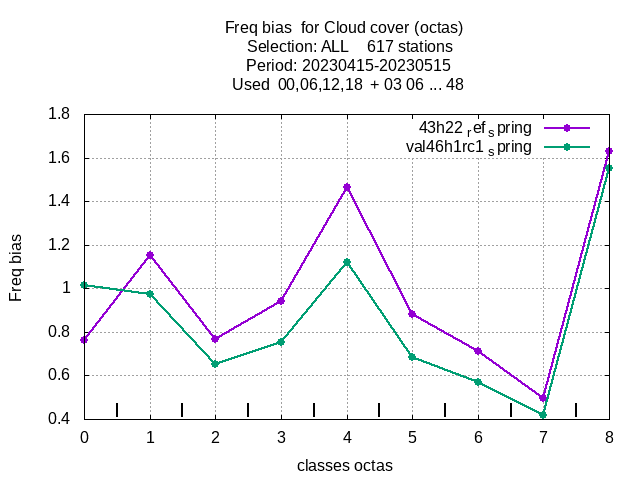 Freq bias  for Cloud cover (octas)
Selection: ALL    617 stations
Period: 20230415-20230515
Used  00,06,12,18  + 03 06 ... 48
43h22 ref spring
val46h1rc1 spring
1.8
1.6
1.4
1.2
1
0.8
0.6
0.4
Freq bias
0 1 2 3 4 5 6 7 8
classes octas